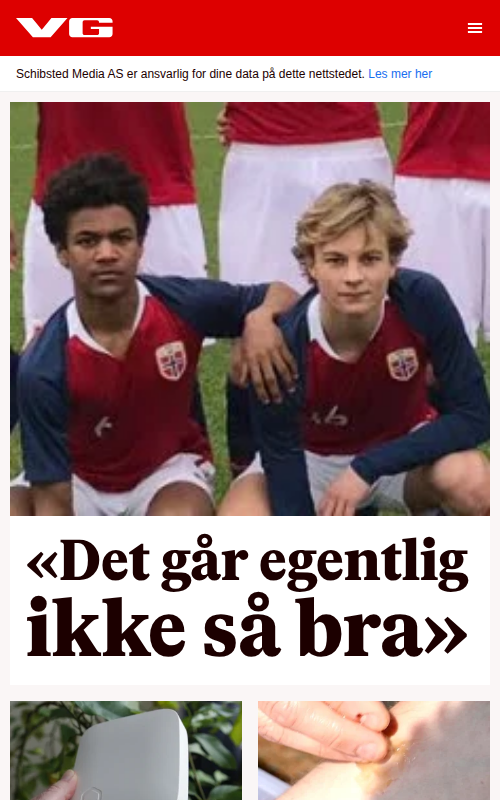 VG
Schibsted Media AS er ansvarlig for dine data på dette nettstedet. Les mer her
«Det går egentlig
ikke så bra»